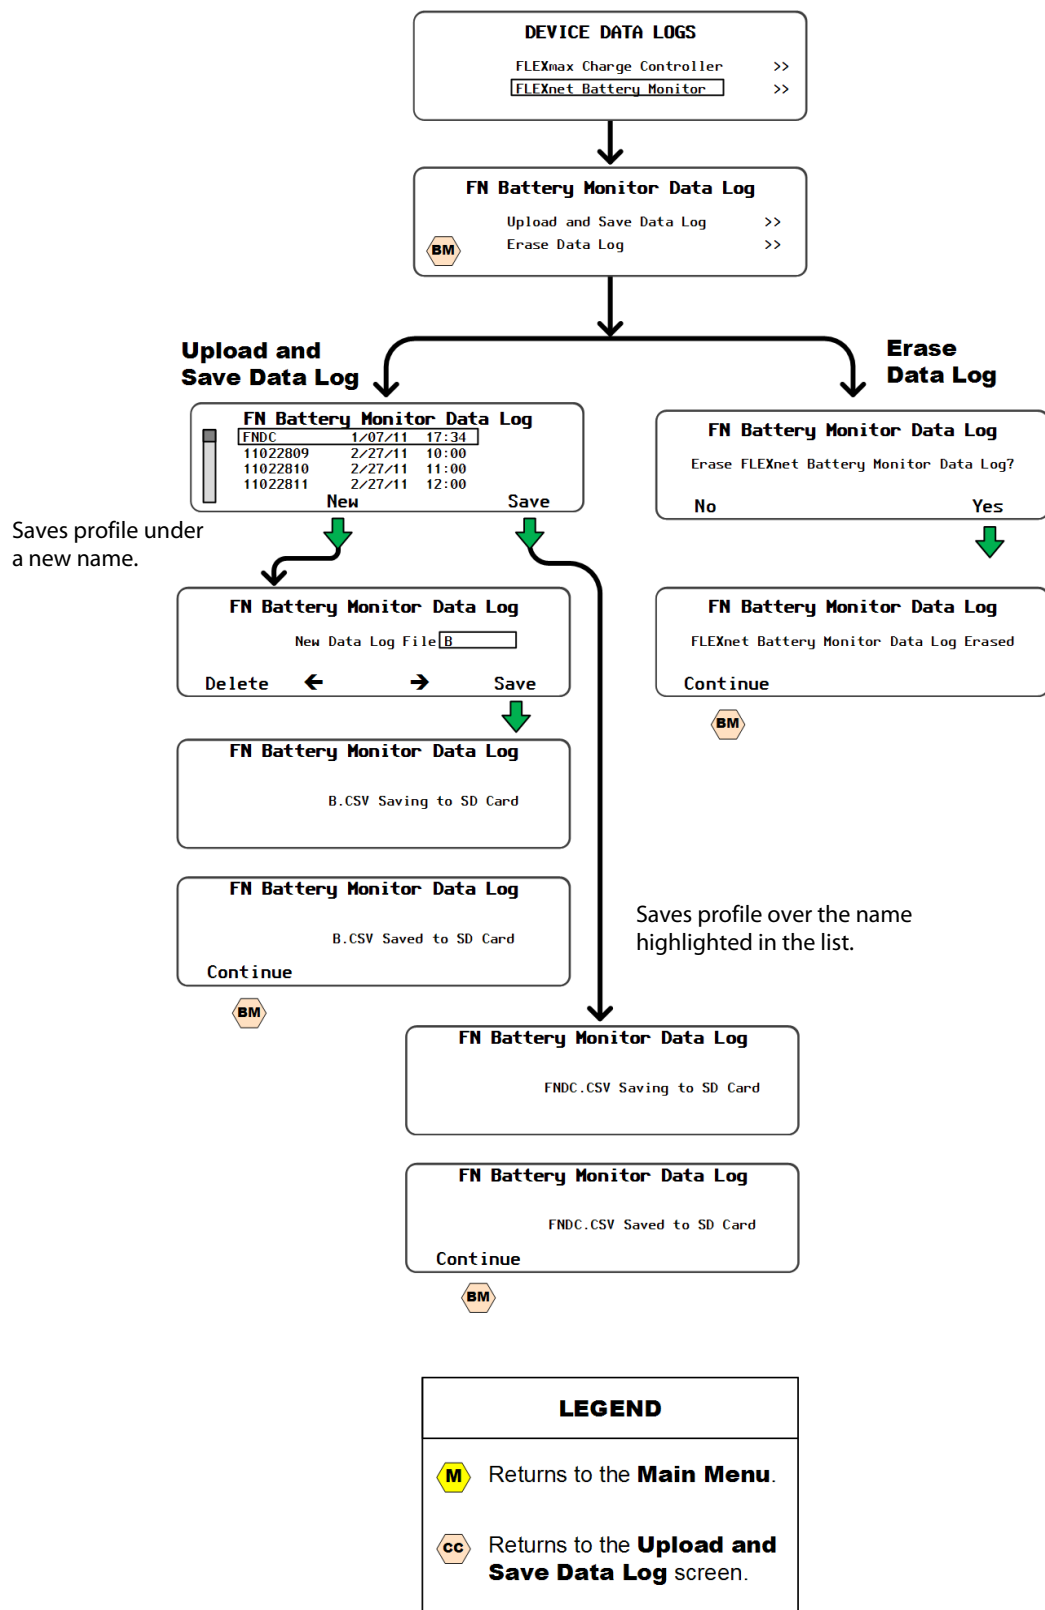 DEVICE DATA LOGS
FLEXmax Charge Controller >>
FLEXnet Battery Monitor >>
FN Battery Monitor Data Log
Upload and Save Data Log >>
Erase Data Log >>
BM
Upload and
Save Data Log
Erase
Data Log
FN Battery Monitor Data Log
FNDC 1/07/11 17:34
11022809 2/27/11 10:00
11022810 2/27/11 11:00
11022811 2/27/11 12:00
New Save
FN Battery Monitor Data Log
Erase FLEXnet Battery Monitor Data Log?
No Yes
Saves profile under
a new name.
FN Battery Monitor Data Log
New Data Log File B
Delete ← → Save
FN Battery Monitor Data Log
FLEXnet Battery Monitor Data Log Erased
Continue
BM
FN Battery Monitor Data Log
B.CSV Saving to SD Card
FN Battery Monitor Data Log
B.CSV Saved to SD Card
Continue
BM
Saves profile over the name
highlighted in the list.
FN Battery Monitor Data Log
FNDC.CSV Saving to SD Card
FN Battery Monitor Data Log
FNDC.CSV Saved to SD Card
Continue
BM
LEGEND
M Returns to the Main Menu.
CC Returns to the Upload and
Save Data Log screen.